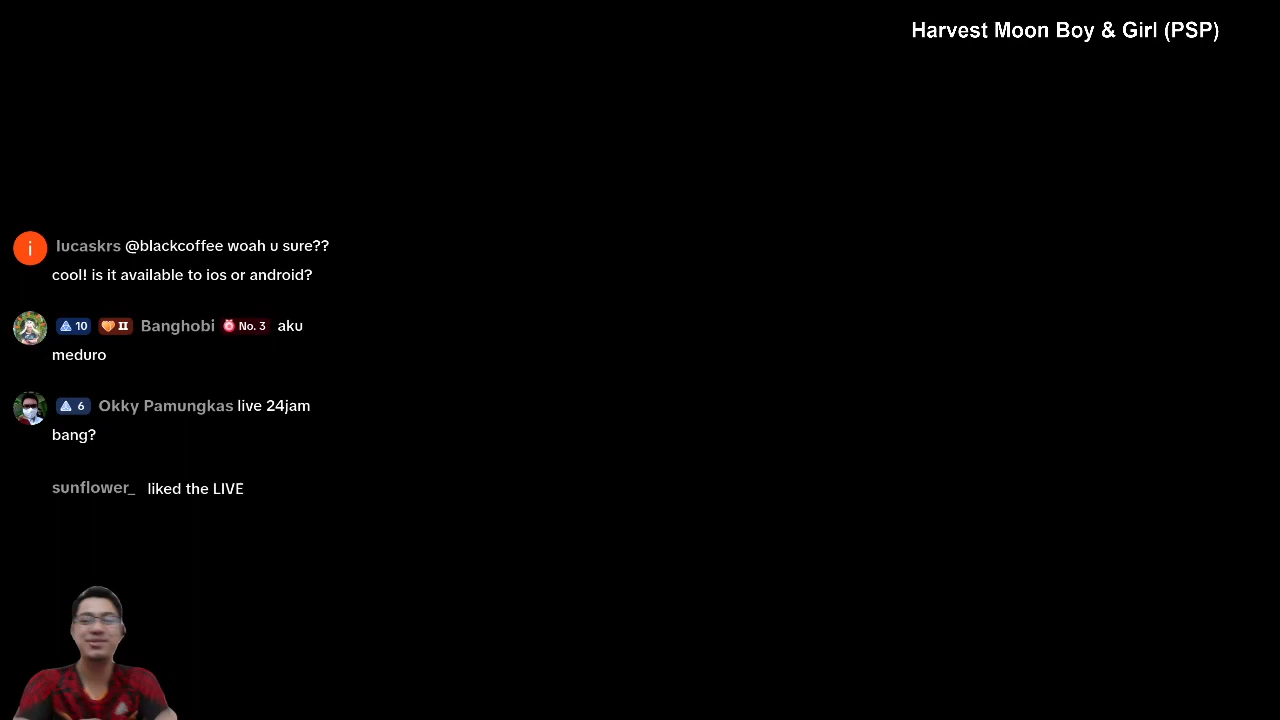 Harvest Moon Boy & Girl (PSP)
i lucaskrs @blackcoffee woah u sure??
cool! is it available to ios or android?
10 II Banghobi No. 3 aku
meduro
6 Okky Pamungkas live 24jam
bang?
sunflower_ liked the LIVE